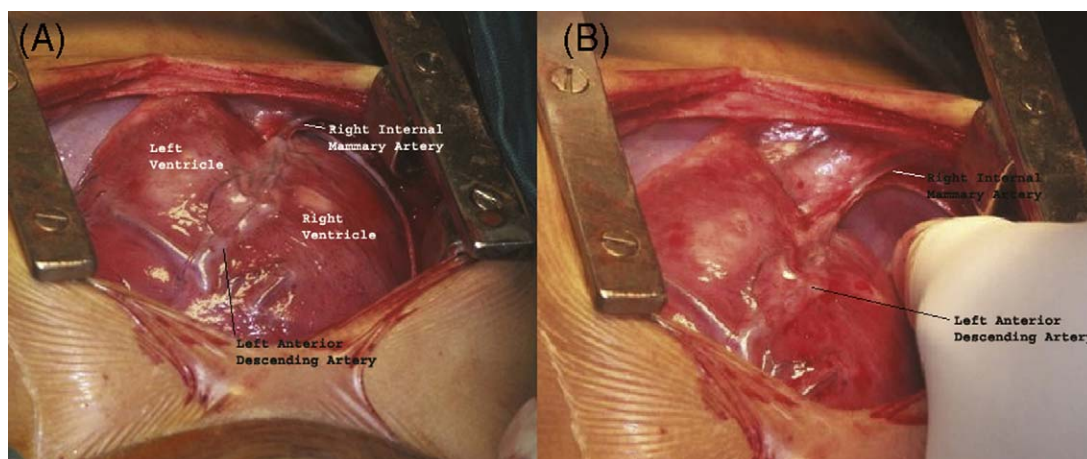 (A)
Left
Ventricle
Right Internal
Mammary Artery
Right
Ventricle
Left Anterior
Descending Artery
(B)
Right Internal
Mammary Artery
Left Anterior
Descending Artery